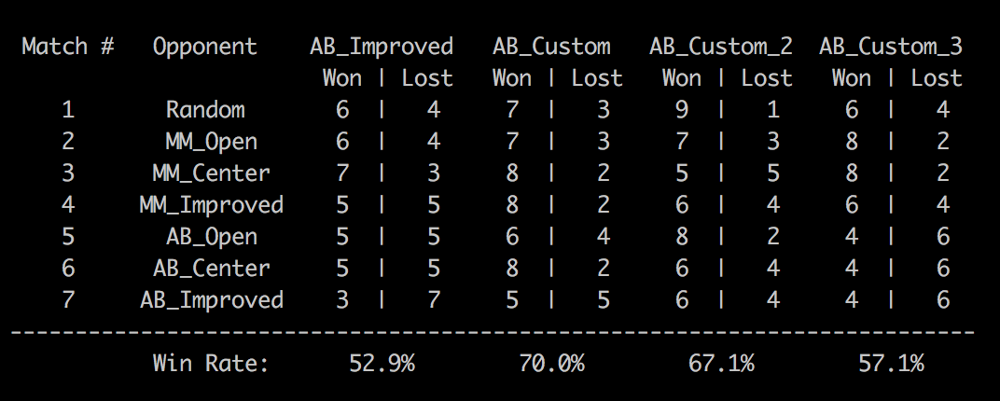 Match #   Opponent    AB_Improved   AB_Custom   AB_Custom_2  AB_Custom_3
                       Won | Lost   Won | Lost   Won | Lost   Won | Lost
   1       Random       6  |   4     7  |   3     9  |   1     6  |   4
   2       MM_Open      6  |   4     7  |   3     7  |   3     8  |   2
   3      MM_Center     7  |   3     8  |   2     5  |   5     8  |   2
   4     MM_Improved    5  |   5     8  |   2     6  |   4     6  |   4
   5       AB_Open      5  |   5     6  |   4     8  |   2     4  |   6
   6      AB_Center     5  |   5     8  |   2     6  |   4     4  |   6
   7     AB_Improved    3  |   7     5  |   5     6  |   4     4  |   6
--------------------------------------------------------------------------
          Win Rate:      52.9%        70.0%        67.1%        57.1%